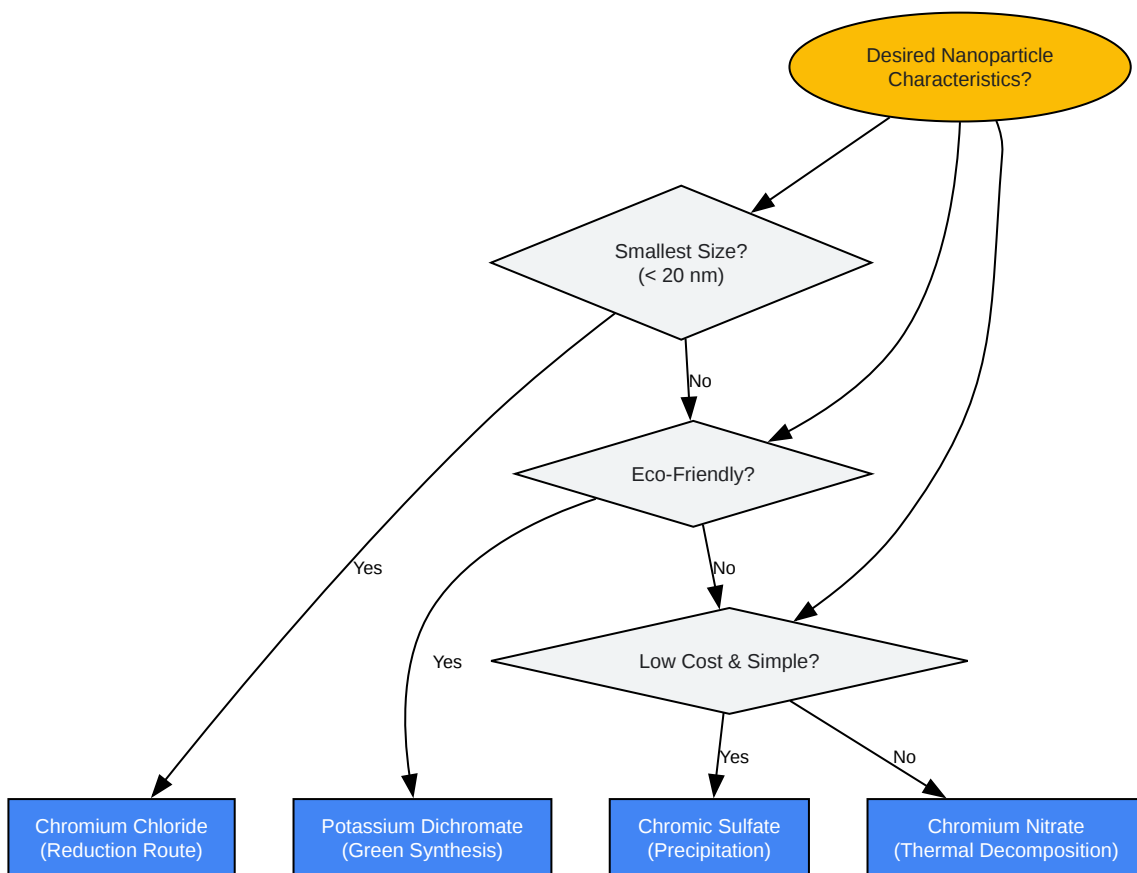 Desired Nanoparticle
Characteristics?
Smallest Size?
(< 20 nm)
No
Eco-Friendly?
Yes
No
Yes
Low Cost & Simple?
Yes
No
Chromium Chloride
(Reduction Route)
Potassium Dichromate
(Green Synthesis)
Chromic Sulfate
(Precipitation)
Chromium Nitrate
(Thermal Decomposition)